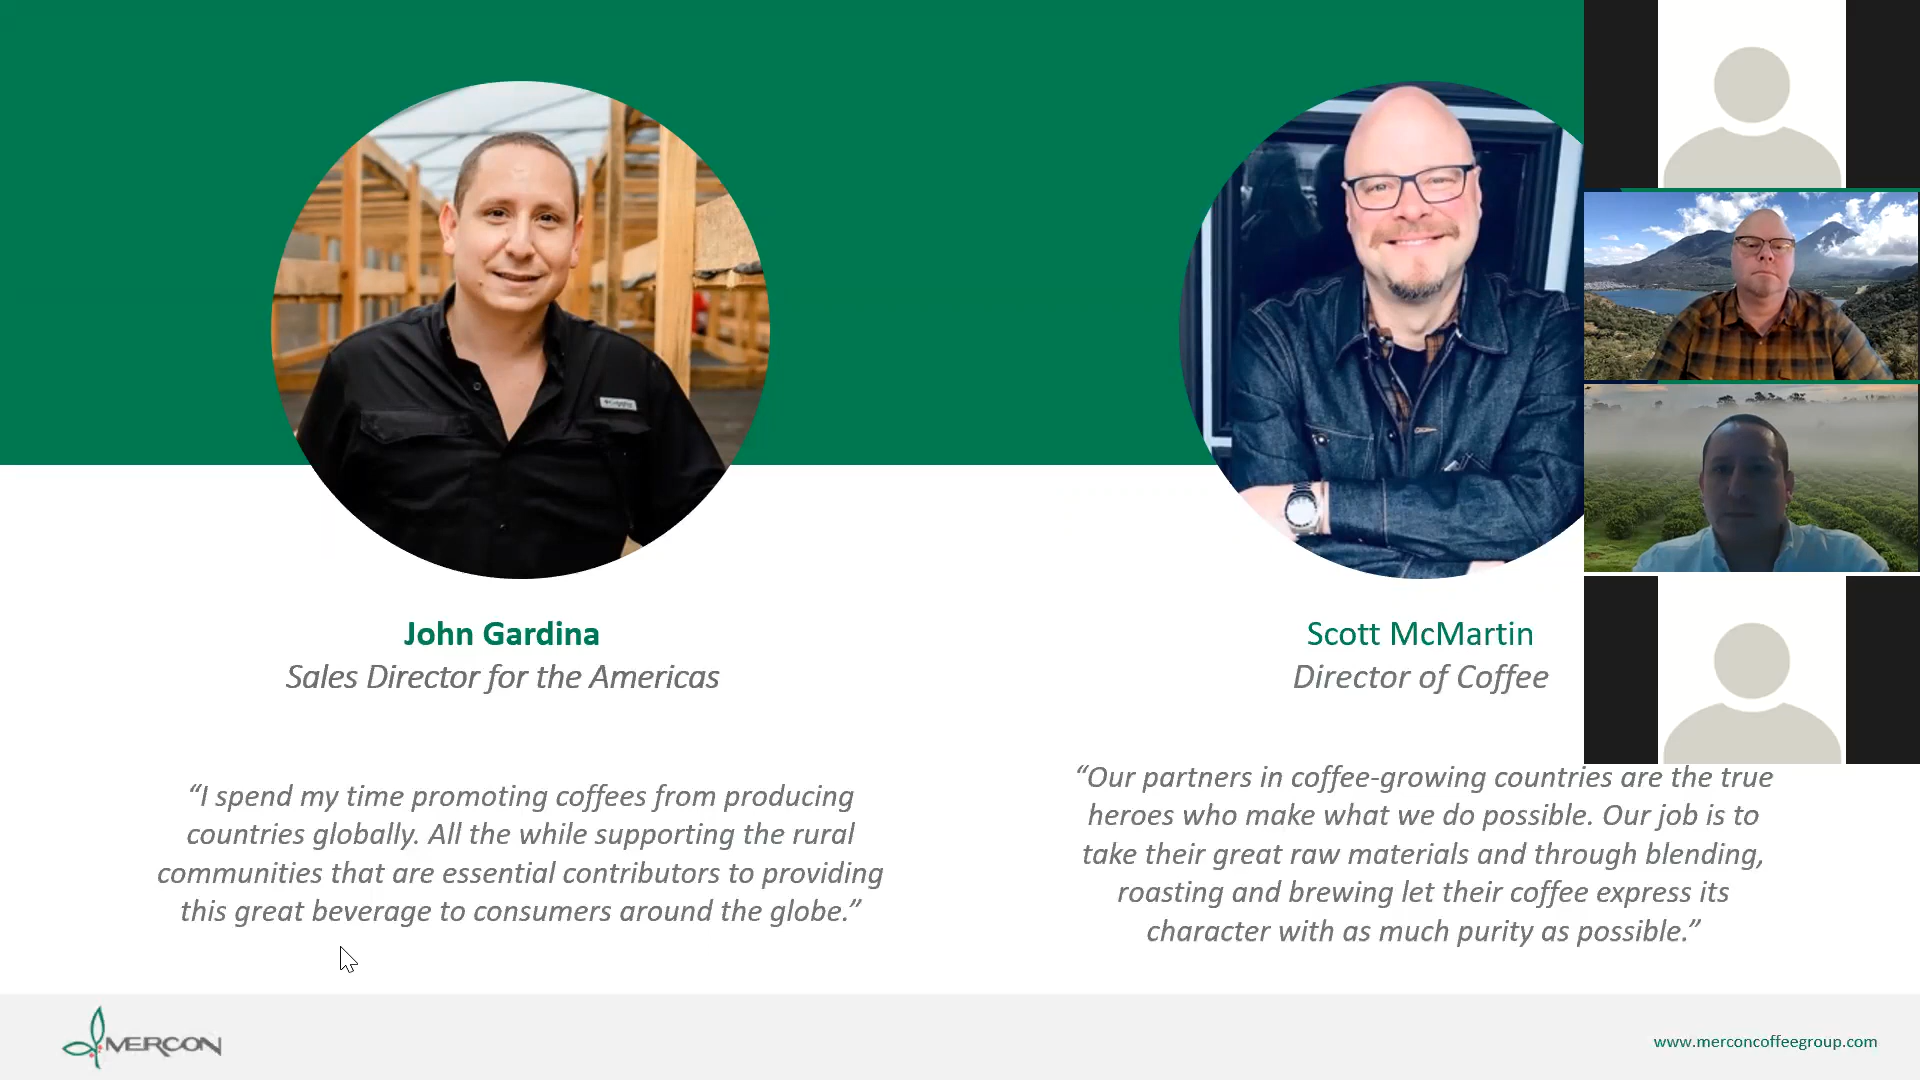 John Gardina
Sales Director for the Americas
“I spend my time promoting coffees from producing
countries globally. All the while supporting the rural
communities that are essential contributors to providing
this great beverage to consumers around the globe.”
Scott McMartin
Director of Coffee
“Our partners in coffee-growing countries are the true
heroes who make what we do possible. Our job is to
take their great raw materials and through blending,
roasting and brewing let their coffee express its
character with as much purity as possible.”
MERCON
www.merconcoffeegroup.com